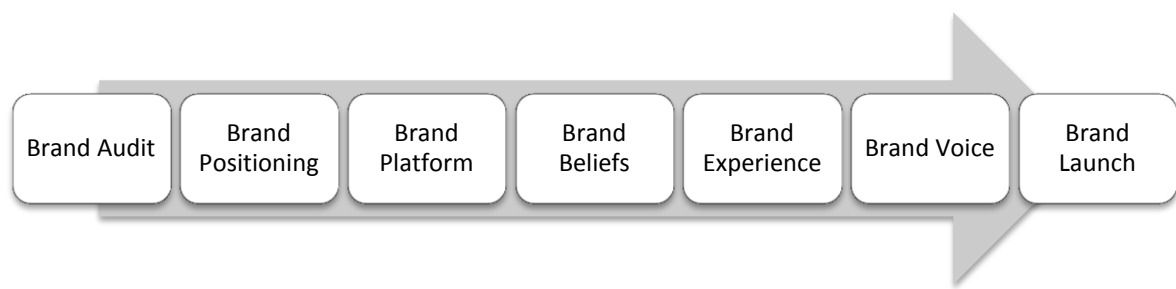 Brand Audit
Brand
Positioning
Brand
Platform
Brand
Beliefs
Brand
Experience
Brand Voice
Brand
Launch